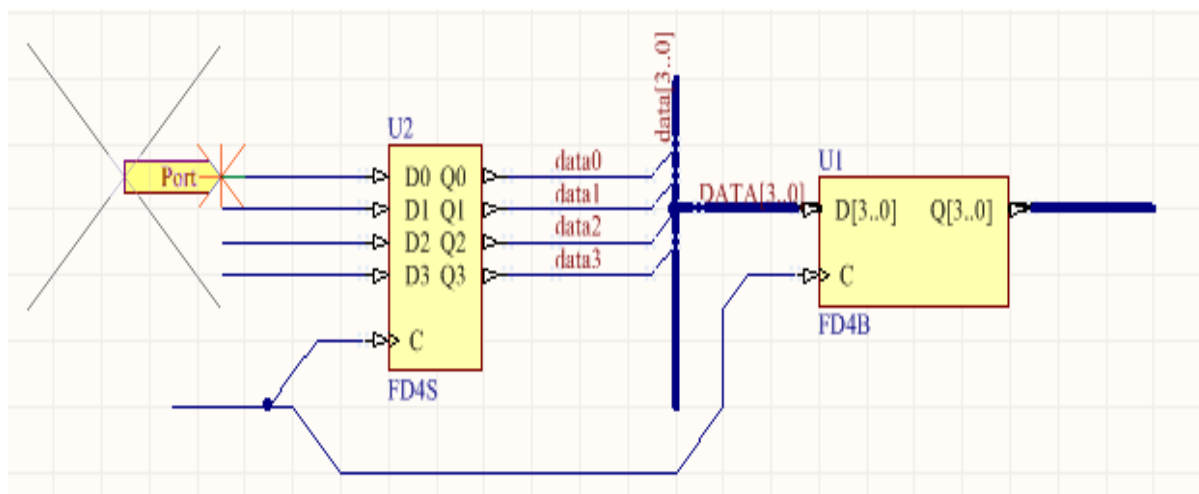 data[3..0]
U2
Port
D0 Q0
D1 Q1
D2 Q2
D3 Q3
C
FD4S
data0
data1
data2
data3
DATA[3..0]
U1
D[3..0] Q[3..0]
C
FD4B